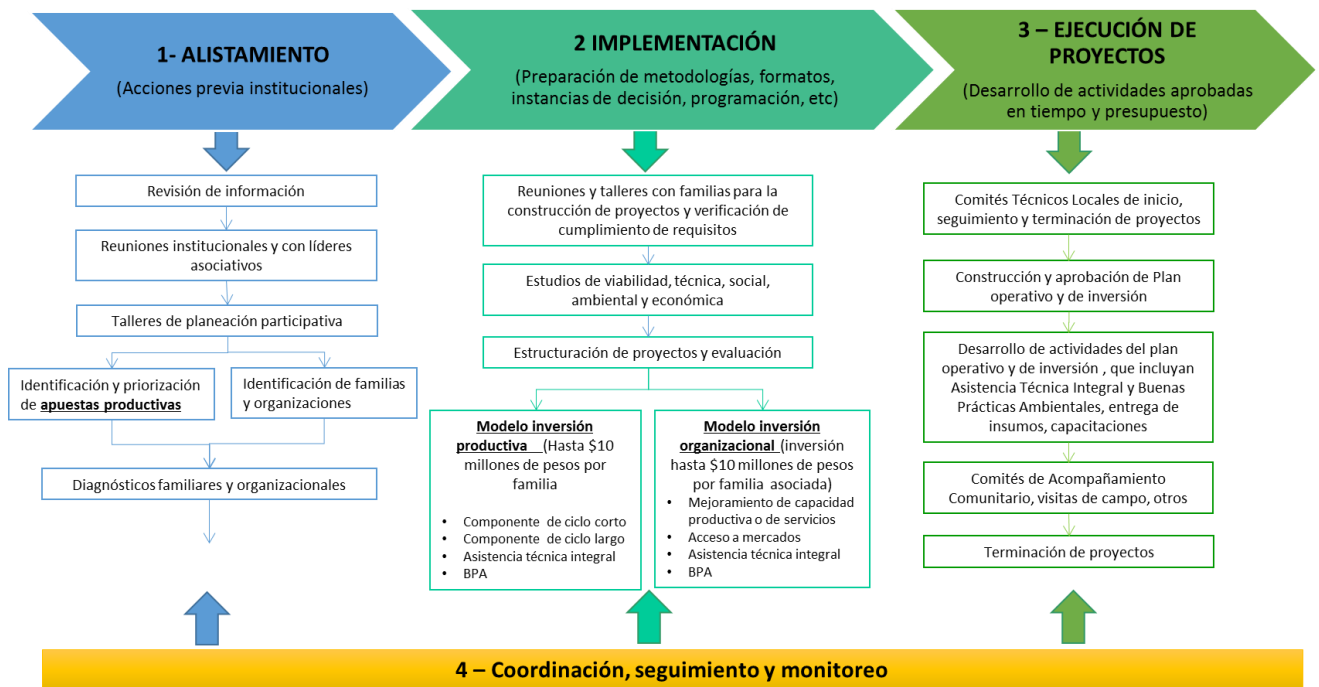 1- ALISTAMIENTO
(Acciones previa institucionales)
2 IMPLEMENTACIÓN
(Preparación de metodologías, formatos,
instancias de decisión, programación, etc)
3 – EJECUCIÓN DE
PROYECTOS
(Desarrollo de actividades aprobadas
en tiempo y presupuesto)
Revisión de información
Reuniones institucionales y con líderes
asociativos
Talleres de planeación participativa
Identificación y priorización
de apuestas productivas
Identificación de familias
y organizaciones
Diagnósticos familiares y organizacionales
Reuniones y talleres con familias para la
construcción de proyectos y verificación de
cumplimiento de requisitos
Estudios de viabilidad, técnica, social,
ambiental y económica
Estructuración de proyectos y evaluación
Modelo inversión
productiva (Hasta $10
millones de pesos por
familia
• Componente de ciclo corto
• Componente de ciclo largo
• Asistencia técnica integral
• BPA
Modelo inversión
organizacional (inversión
hasta $10 millones de pesos
por familia asociada)
• Mejoramiento de capacidad
productiva o de servicios
• Acceso a mercados
• Asistencia técnica integral
• BPA
Comités Técnicos Locales de inicio,
seguimiento y terminación de proyectos
Construcción y aprobación de Plan
operativo y de inversión
Desarrollo de actividades del plan
operativo y de inversión , que incluyan
Asistencia Técnica Integral y Buenas
Prácticas Ambientales, entrega de
insumos, capacitaciones
Comités de Acompañamiento
Comunitario, visitas de campo, otros
Terminación de proyectos
4 – Coordinación, seguimiento y monitoreo